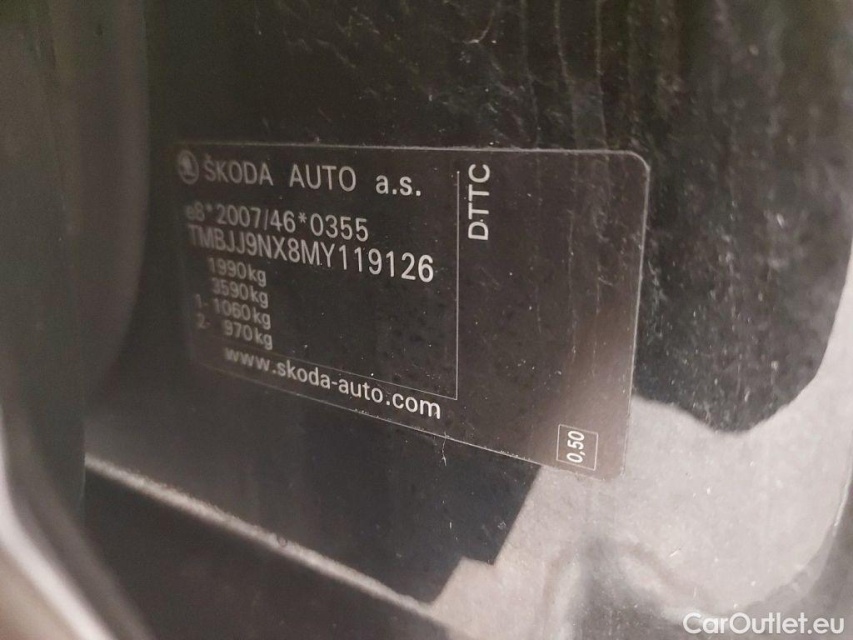 ŠKODA AUTO a.s.
e8*2007/46*0355
TMBJJ9NX8MY119126
1990kg
3590kg
1- 1060kg
2- 970kg
www.skoda-auto.com
DTTC
0,50
CarOutlet.eu